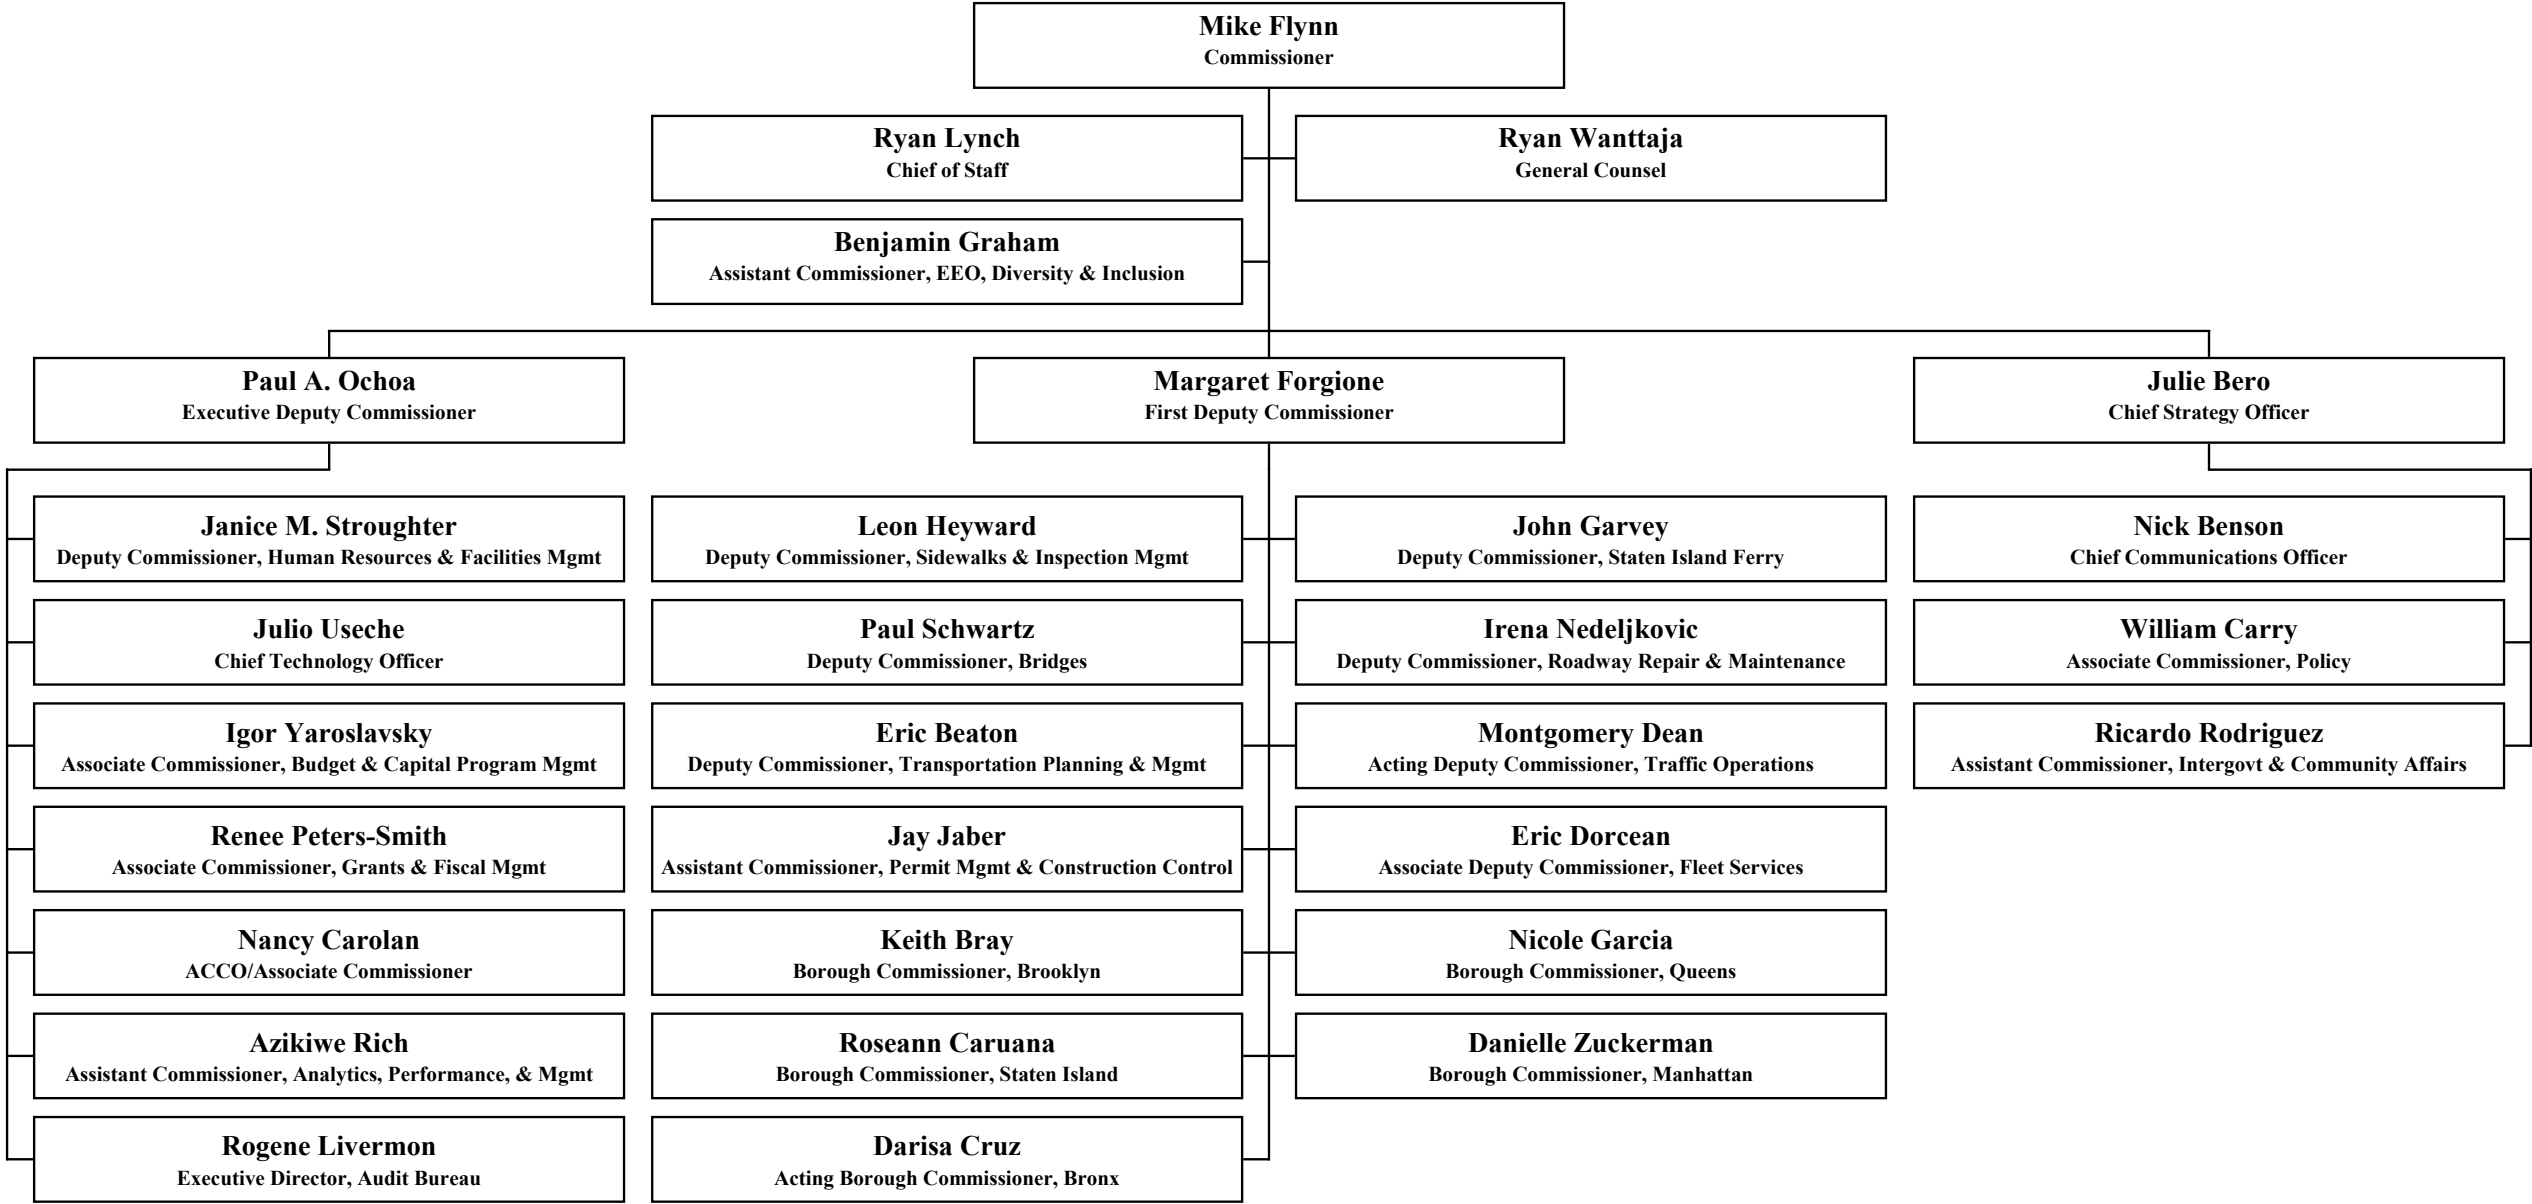 Mike Flynn
Commissioner
Ryan Lynch
Chief of Staff
Ryan Wanttaja
General Counsel
Benjamin Graham
Assistant Commissioner, EEO, Diversity & Inclusion
Paul A. Ochoa
Executive Deputy Commissioner
Margaret Forgione
First Deputy Commissioner
Julie Bero
Chief Strategy Officer
Janice M. Stroughter
Deputy Commissioner, Human Resources & Facilities Mgmt
Leon Heyward
Deputy Commissioner, Sidewalks & Inspection Mgmt
John Garvey
Deputy Commissioner, Staten Island Ferry
Nick Benson
Chief Communications Officer
Julio Useche
Chief Technology Officer
Paul Schwartz
Deputy Commissioner, Bridges
Irena Nedeljkovic
Deputy Commissioner, Roadway Repair & Maintenance
William Carry
Associate Commissioner, Policy
Igor Yaroslavsky
Associate Commissioner, Budget & Capital Program Mgmt
Eric Beaton
Deputy Commissioner, Transportation Planning & Mgmt
Montgomery Dean
Acting Deputy Commissioner, Traffic Operations
Ricardo Rodriguez
Assistant Commissioner, Intergovt & Community Affairs
Renee Peters-Smith
Associate Commissioner, Grants & Fiscal Mgmt
Jay Jaber
Assistant Commissioner, Permit Mgmt & Construction Control
Eric Dorcean
Associate Deputy Commissioner, Fleet Services
Nancy Carolan
ACCO/Associate Commissioner
Keith Bray
Borough Commissioner, Brooklyn
Nicole Garcia
Borough Commissioner, Queens
Azikiwe Rich
Assistant Commissioner, Analytics, Performance, & Mgmt
Roseann Caruana
Borough Commissioner, Staten Island
Danielle Zuckerman
Borough Commissioner, Manhattan
Rogene Livermon
Executive Director, Audit Bureau
Darisa Cruz
Acting Borough Commissioner, Bronx